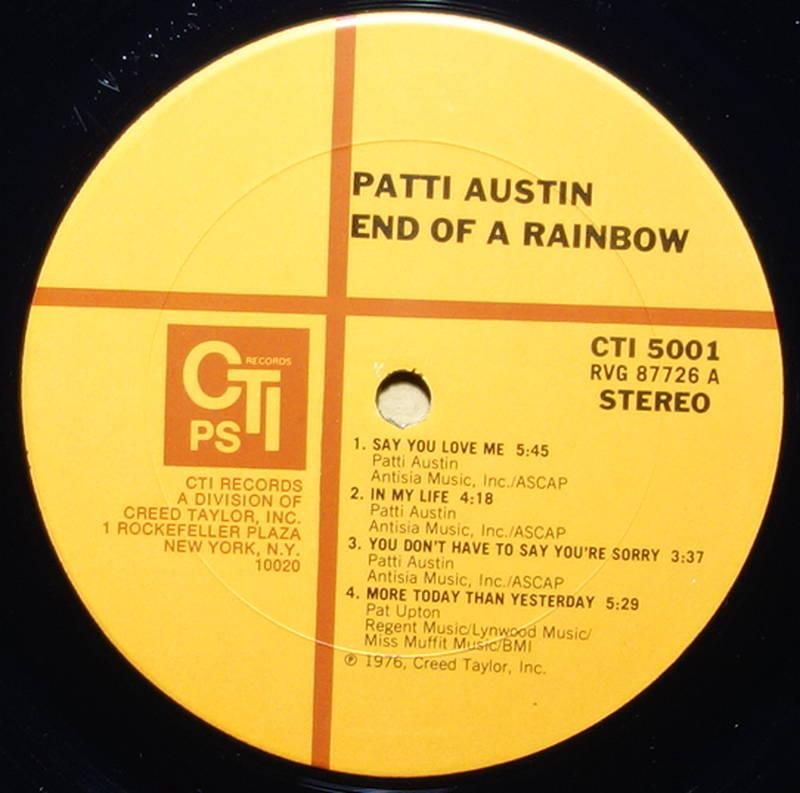 PATTI AUSTIN
END OF A RAINBOW
CTI RECORDS
PS
CTI RECORDS
A DIVISION OF
CREED TAYLOR, INC.
1 ROCKEFELLER PLAZA
NEW YORK, N.Y.
10020
CTI 5001
RVG 87726 A
STEREO
1. SAY YOU LOVE ME 5:45
Patti Austin
Antisia Music, Inc./ASCAP
2. IN MY LIFE 4:18
Patti Austin
Antisia Music, Inc./ASCAP
3. YOU DON'T HAVE TO SAY YOU'RE SORRY 3:37
Patti Austin
Antisia Music, Inc./ASCAP
4. MORE TODAY THAN YESTERDAY 5:29
Pat Upton
Regent Music/Lynwood Music/
Miss Muffit Music/BMI
℗ 1976, Creed Taylor, Inc.